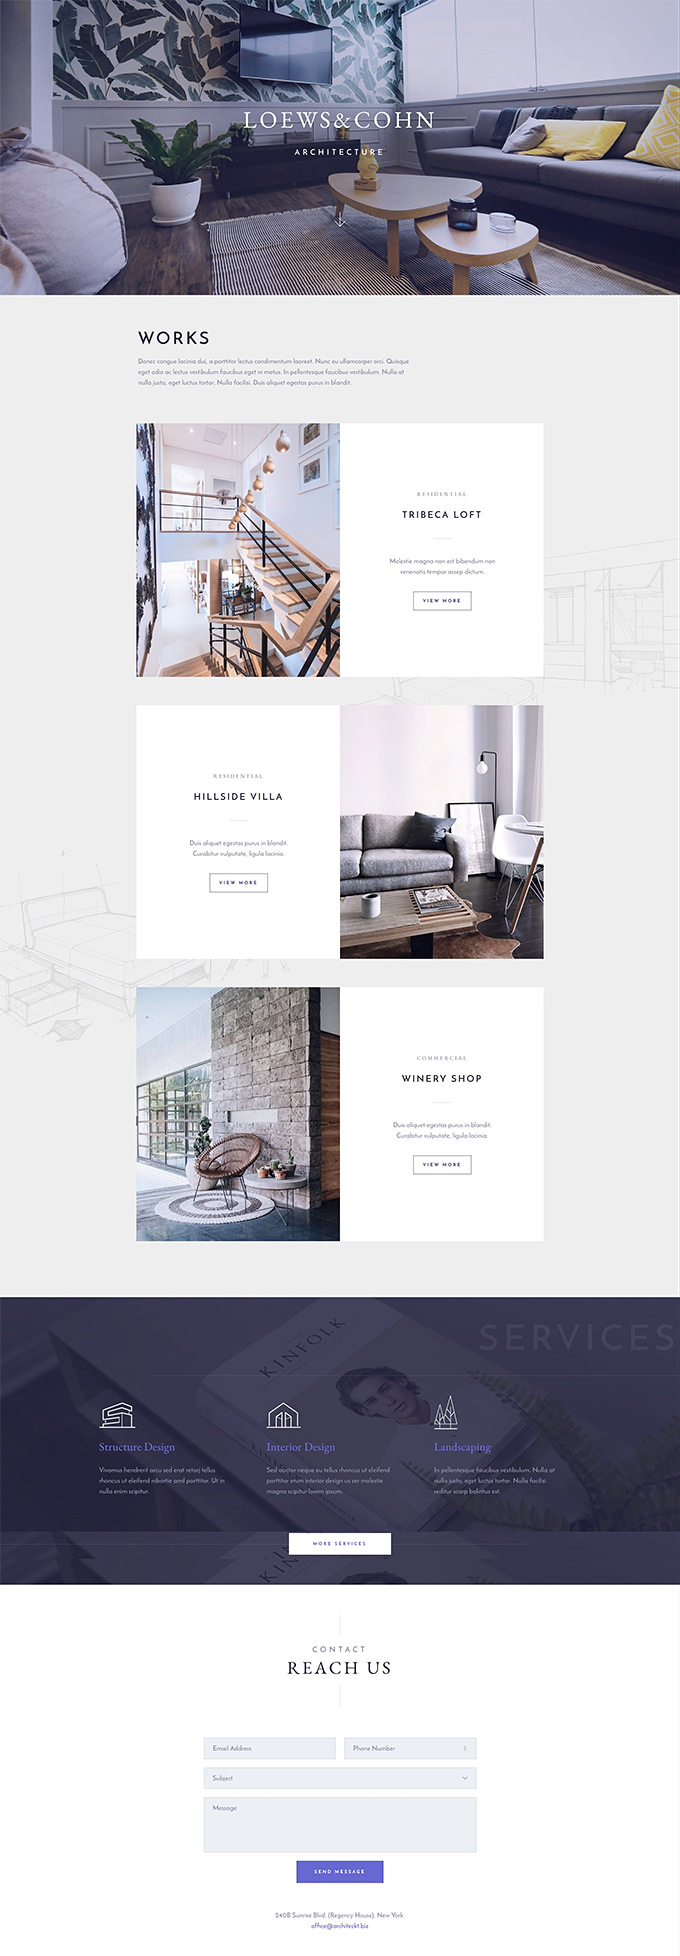 LOEWS&COHN
ARCHITECTURE
WORKS
Donec congue lacinia dui, a porttitor lectus condimentum laoreet. Nunc eu ullamcorper orci. Quisque
eget odio ac lectus vestibulum faucibus eget in metus. In pellentesque faucibus vestibulum. Nulla at
nulla justo, eget luctus tortor. Nulla facilisi. Duis aliquet egestas purus in blandit.
RESIDENTIAL
TRIBECA LOFT
Molestie magna non est bibendum non
venenatis tempor assep dictum.
VIEW MORE
RESIDENTIAL
HILLSIDE VILLA
Duis aliquet egestas purus in blandit.
Curabitur vulputate, ligula lacinia.
VIEW MORE
COMMERCIAL
WINERY SHOP
Duis aliquet egestas purus in blandit.
Curabitur vulputate, ligula lacinia.
VIEW MORE
SERVICES
KINFOLK
Structure Design
Vivamus hendrerit arcu sed erat retorj tellus
rhoncus ut eleifend nibortie amd porttitor. Ut in
nulla enim scipitur.
Interior Design
Sed auctor neque eu tellus rhoncus ut eleifend
porttitor enim interior design us ser molestie
magna scipitur lorem ipsum.
Landscaping
In pellentesque faucibus vestibulum. Nulla at
nulla justo, eget luctus tortor. Nulla facilisi
reditur scorp balintus est.
MORE SERVICES
CONTACT
REACH US
Email Address
Phone Number
Subject
Message
SEND MESSAGE
240B Sunrise Blvd. (Regency House), New York
office@architeckt.biz